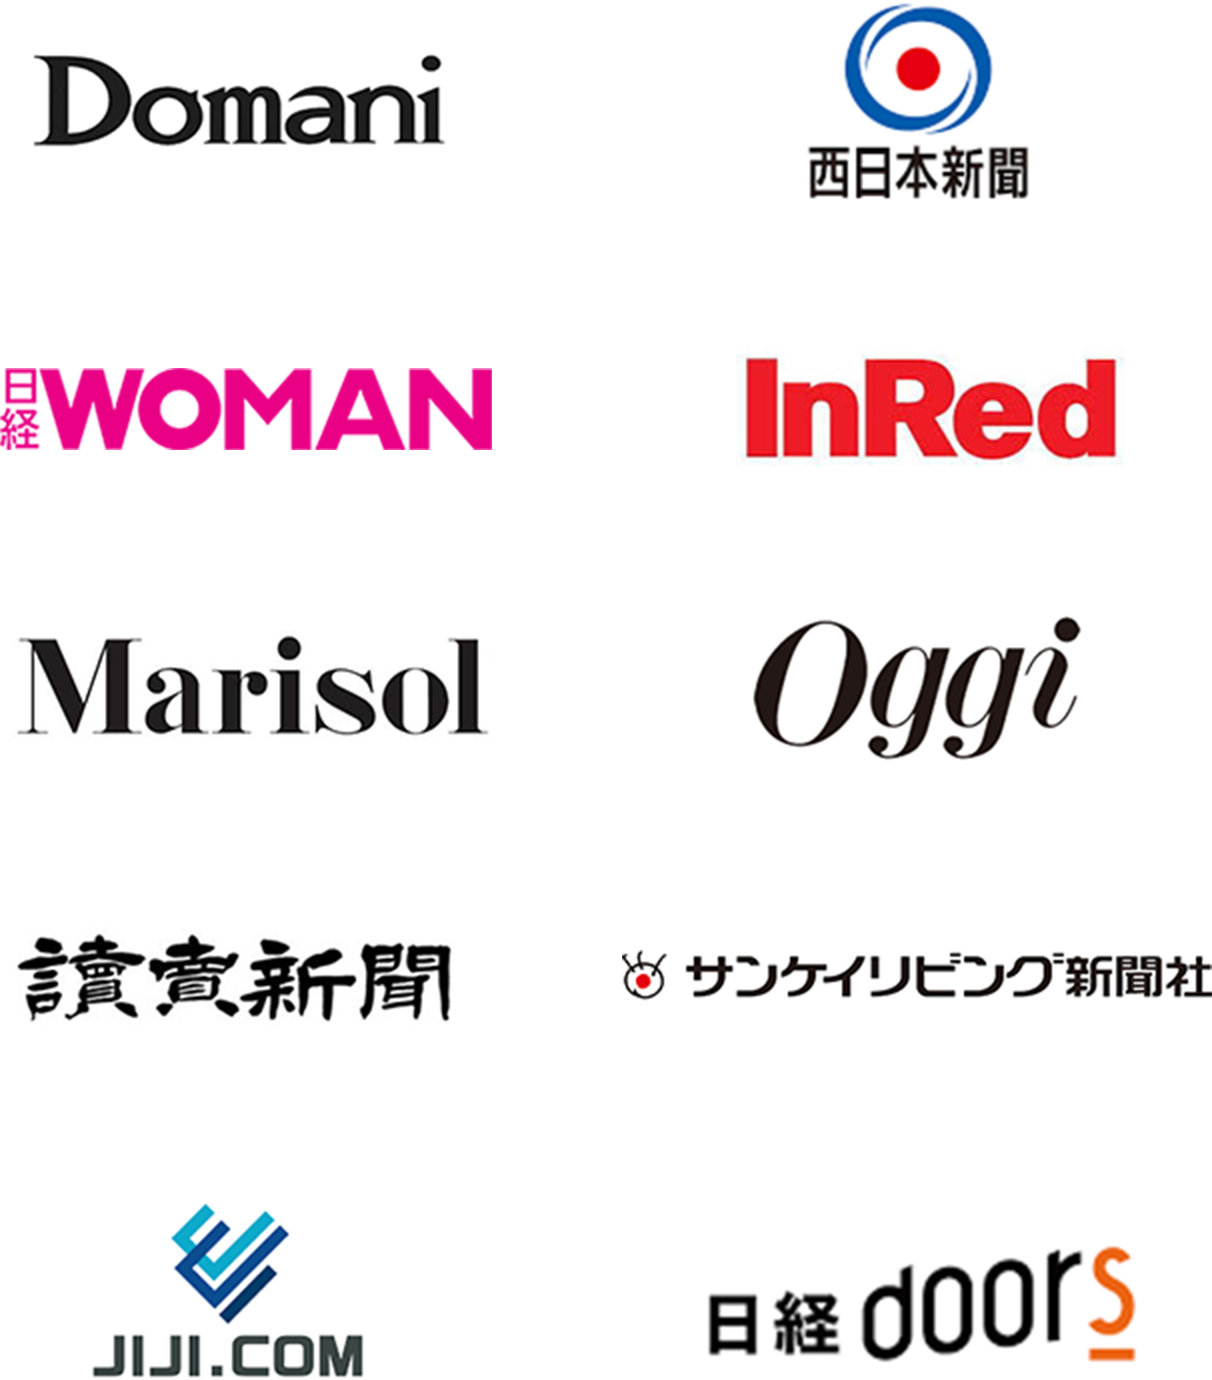 Domani
西日本新聞
日経WOMAN
InRed
Marisol
Oggi
讀賣新聞
サンケイリビング新聞社
JIJI.COM
日経doors